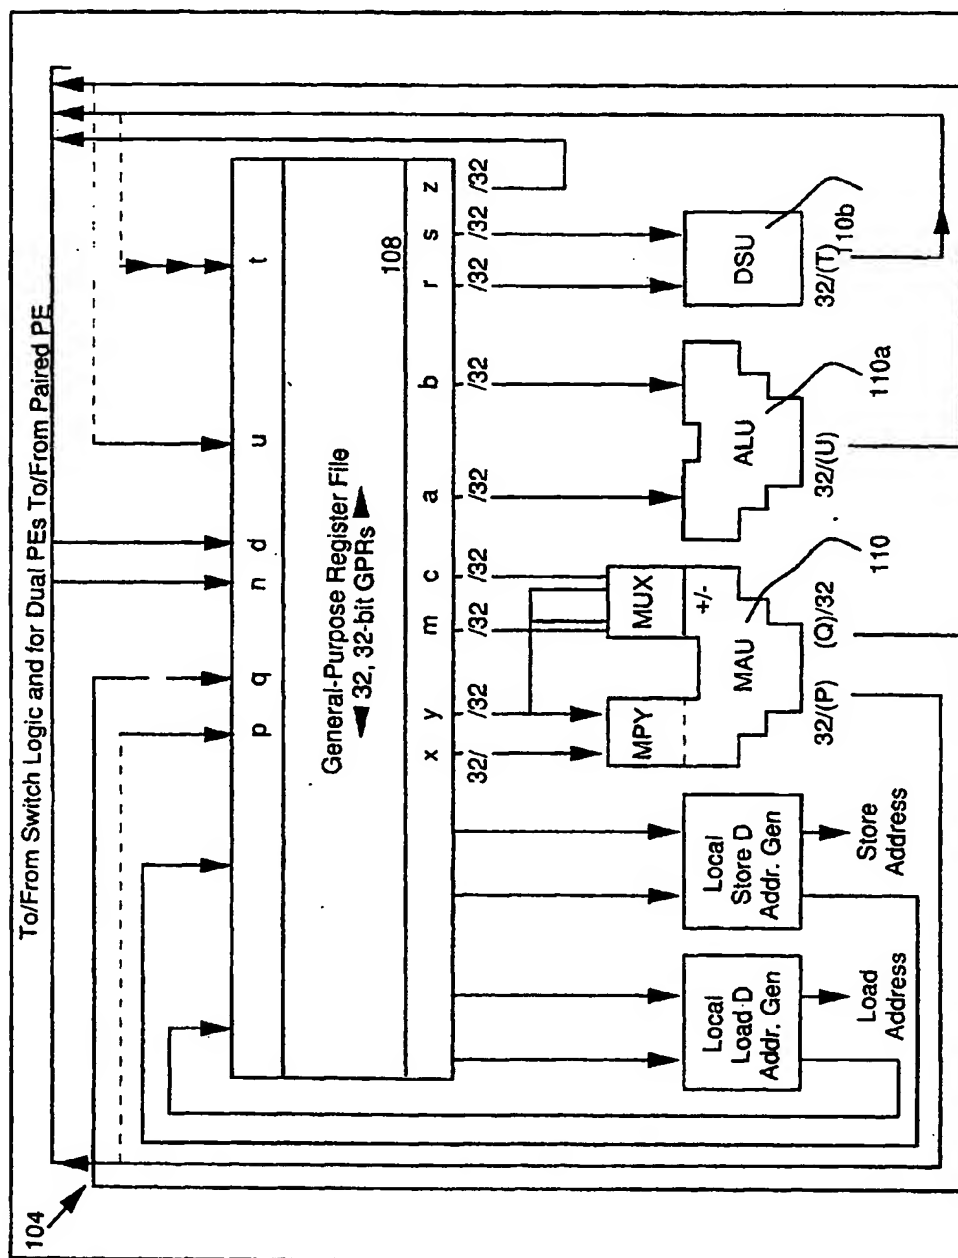 104
To/From Switch Logic and for Dual PEs To/From Paired PE
p q n d u t
General-Purpose Register File
32, 32-bit GPRs
108
x y m c a b r s z
32/ /32 /32 /32 /32 /32 /32 /32 /32
Local
Load D
Addr. Gen
Local
Store D
Addr. Gen
MPY
MUX
+/-
MAU
ALU
DSU
Load
Address
Store
Address
32/(P)
(Q)/32
110
32/(U)
110a
32/(T)
110b